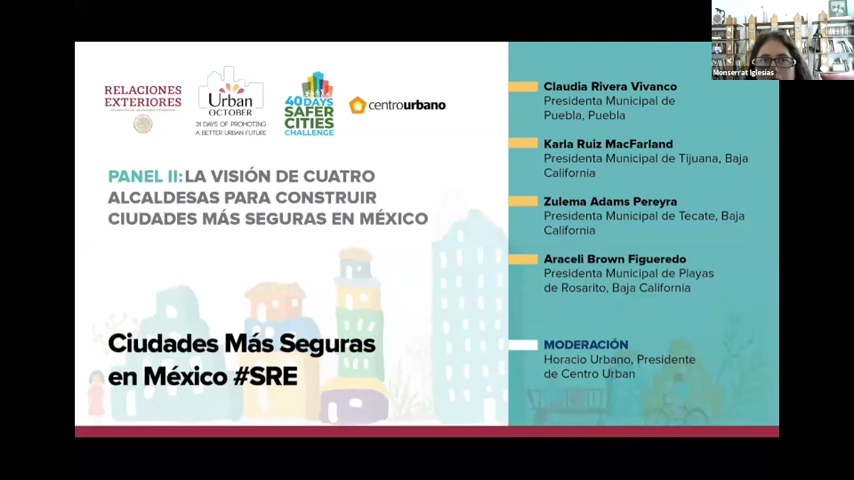 RELACIONES
EXTERIORES
Urban
OCTOBER
31 DAYS OF PROMOTING
A BETTER URBAN FUTURE
40 DAYS
SAFER
CITIES
CHALLENGE
centrourbano
PANEL II: LA VISIÓN DE CUATRO
ALCALDESAS PARA CONSTRUIR
CIUDADES MÁS SEGURAS EN MÉXICO
Ciudades Más Seguras
en México #SRE
Claudia Rivera Vivanco
Presidenta Municipal de
Puebla, Puebla
Karla Ruiz MacFarland
Presidenta Municipal de Tijuana, Baja
California
Zulema Adams Pereyra
Presidenta Municipal de Tecate, Baja
California
Araceli Brown Figueredo
Presidenta Municipal de Playas
de Rosarito, Baja California
MODERACIÓN
Horacio Urbano, Presidente
de Centro Urban
Monserrat Iglesias